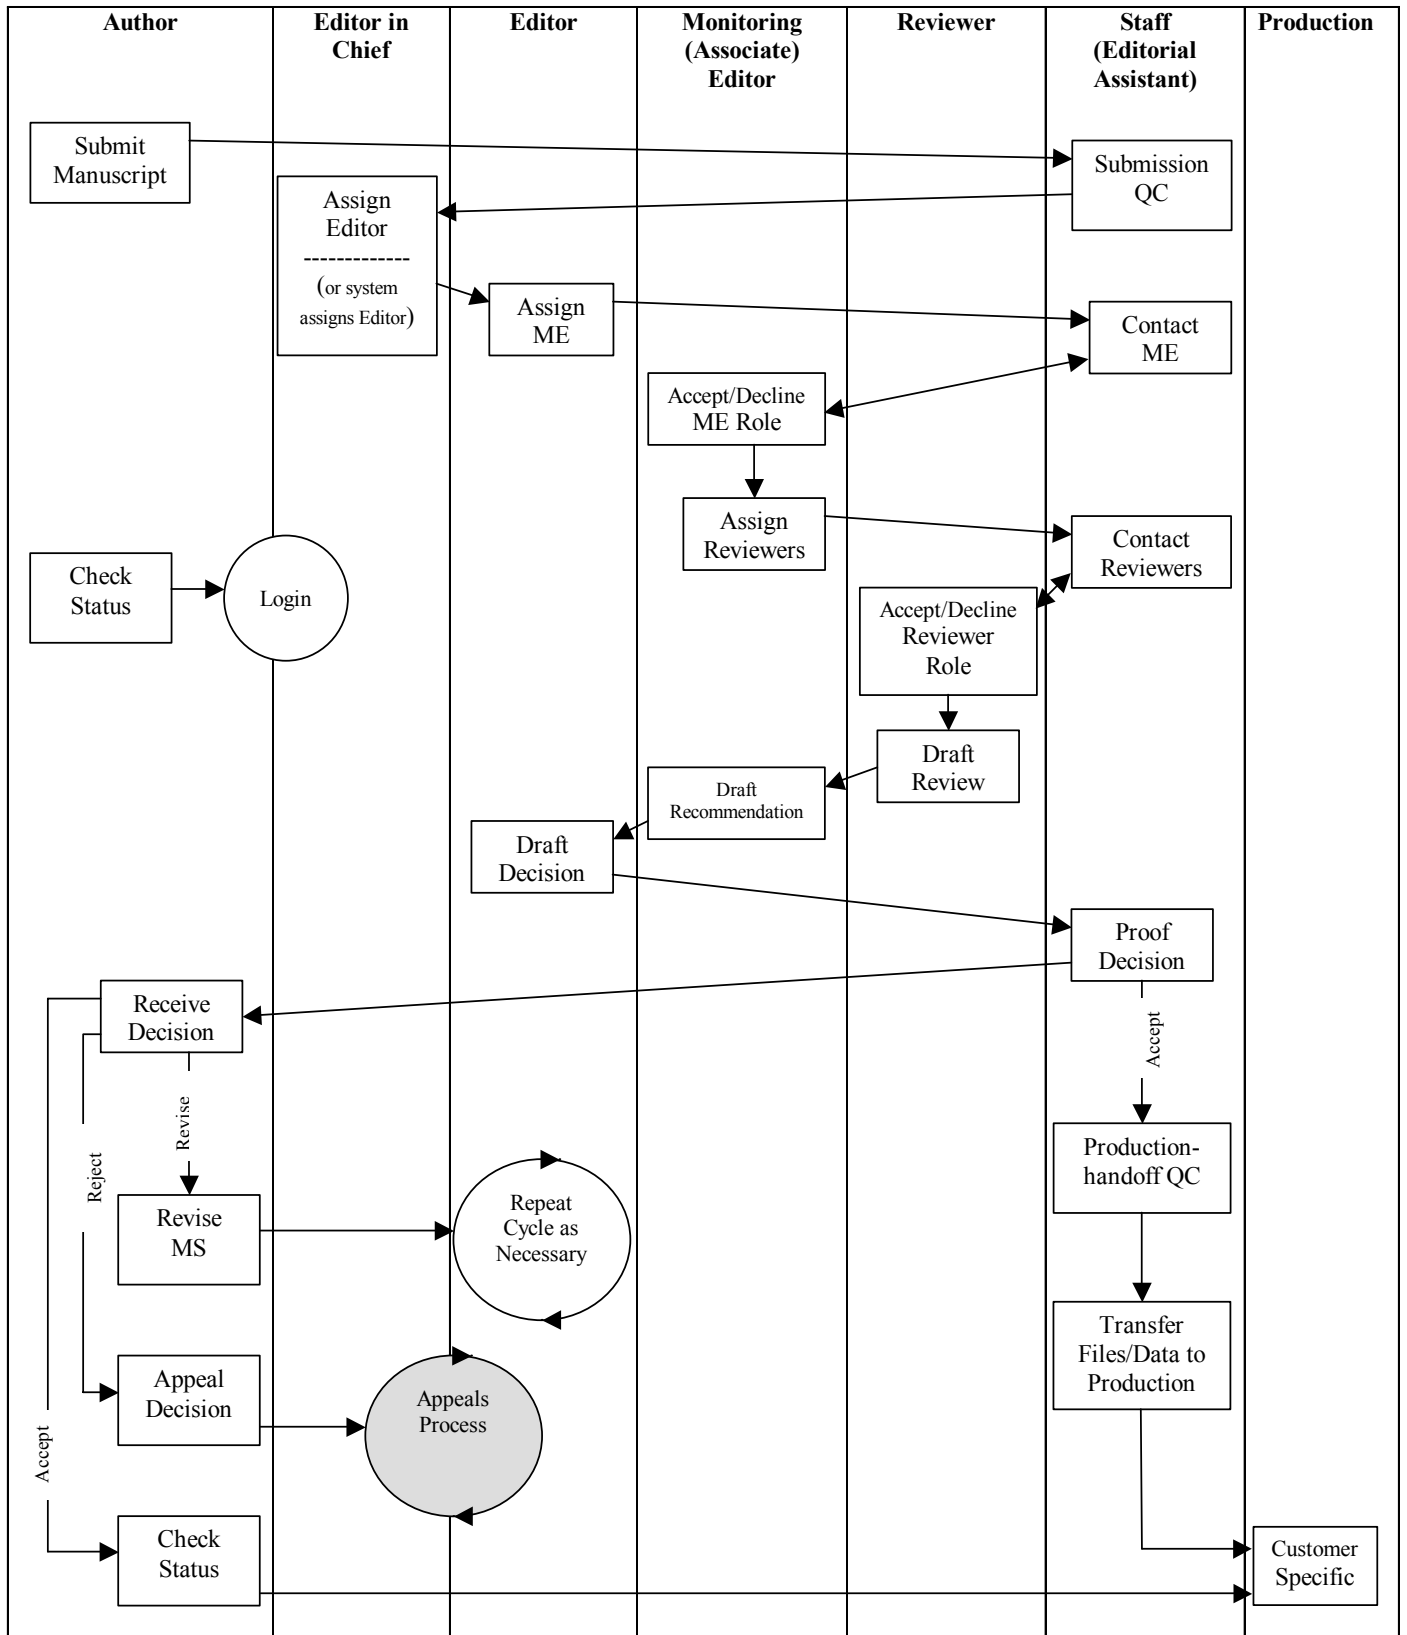 Author
Editor in
Chief
Editor
Monitoring
(Associate)
Editor
Reviewer
Staff
(Editorial
Assistant)
Production
Submit
Manuscript
Submission
QC
Assign
Editor
-------------
(or system
assigns Editor)
Assign
ME
Contact
ME
Accept/Decline
ME Role
Assign
Reviewers
Contact
Reviewers
Check
Status
Login
Accept/Decline
Reviewer
Role
Draft
Review
Draft
Recommendation
Draft
Decision
Proof
Decision
Receive
Decision
Accept
Revise
Reject
Production-
handoff QC
Revise
MS
Repeat
Cycle as
Necessary
Transfer
Files/Data to
Production
Appeal
Decision
Appeals
Process
Accept
Check
Status
Customer
Specific